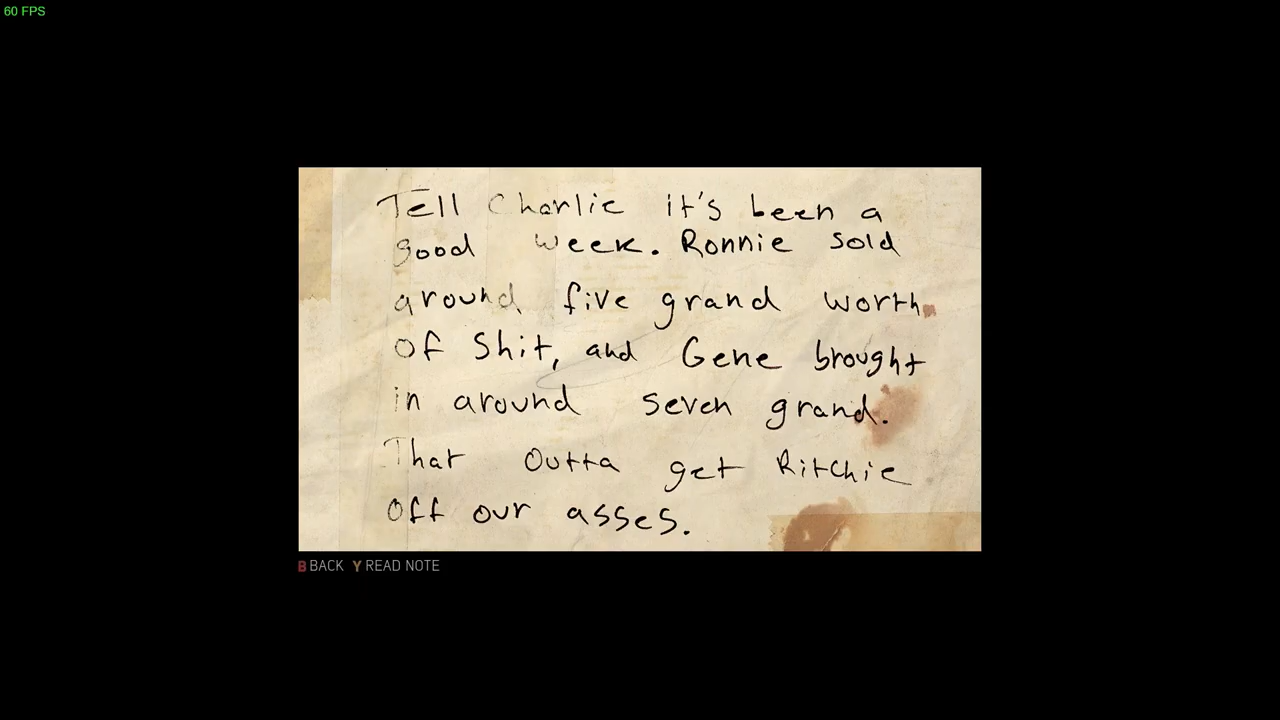 60 FPS
Tell Charlie it's been a
good week. Ronnie sold
around five grand worth
of Shit, and Gene brought
in around seven grand.
That Outta get Ritchie
Off our asses.
B BACK Y READ NOTE